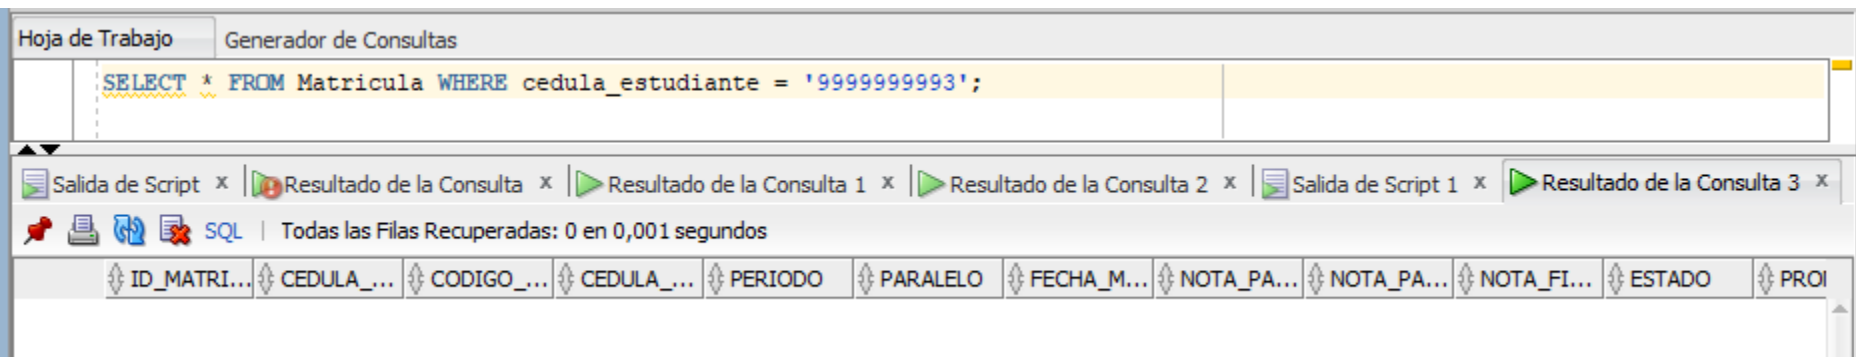 Hoja de Trabajo Generador de Consultas
SELECT * FROM Matricula WHERE cedula_estudiante = '9999999993';
Salida de Script x Resultado de la Consulta x Resultado de la Consulta 1 x Resultado de la Consulta 2 x Salida de Script 1 x Resultado de la Consulta 3 x
SQL | Todas las Filas Recuperadas: 0 en 0,001 segundos
ID_MATRI... CEDULA_... CODIGO_... CEDULA_... PERIODO PARALELO FECHA_M... NOTA_PA... NOTA_PA... NOTA_FI... ESTADO PROI